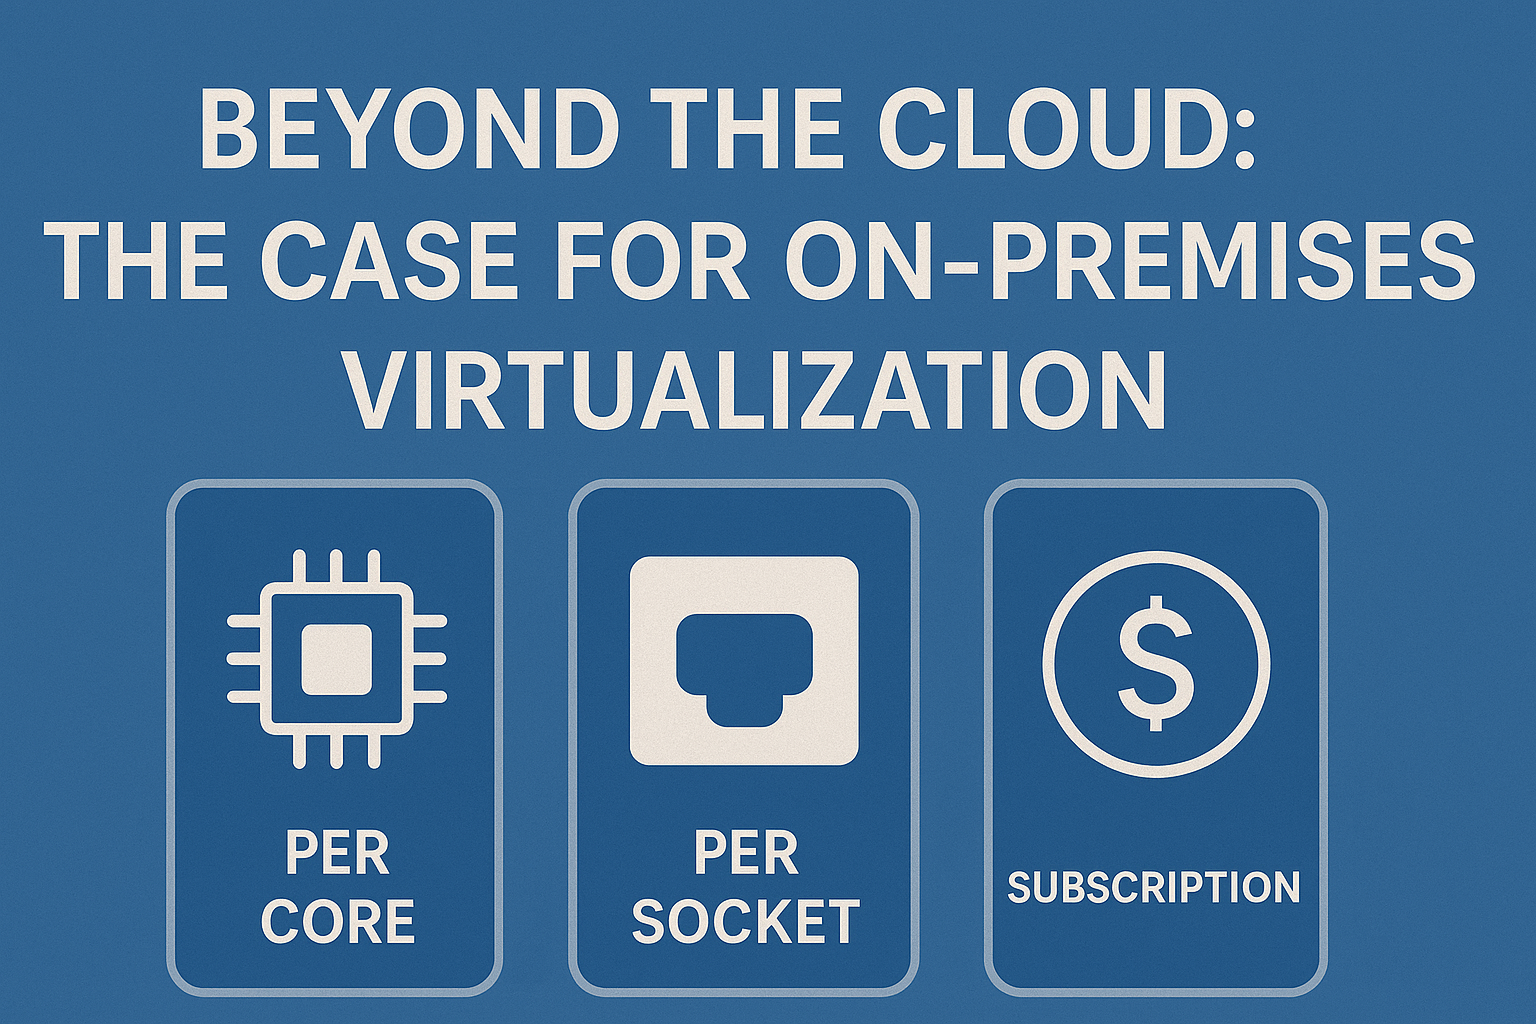 BEYOND THE CLOUD:
THE CASE FOR ON-PREMISES
VIRTUALIZATION
PER
CORE
PER
SOCKET
$
SUBSCRIPTION